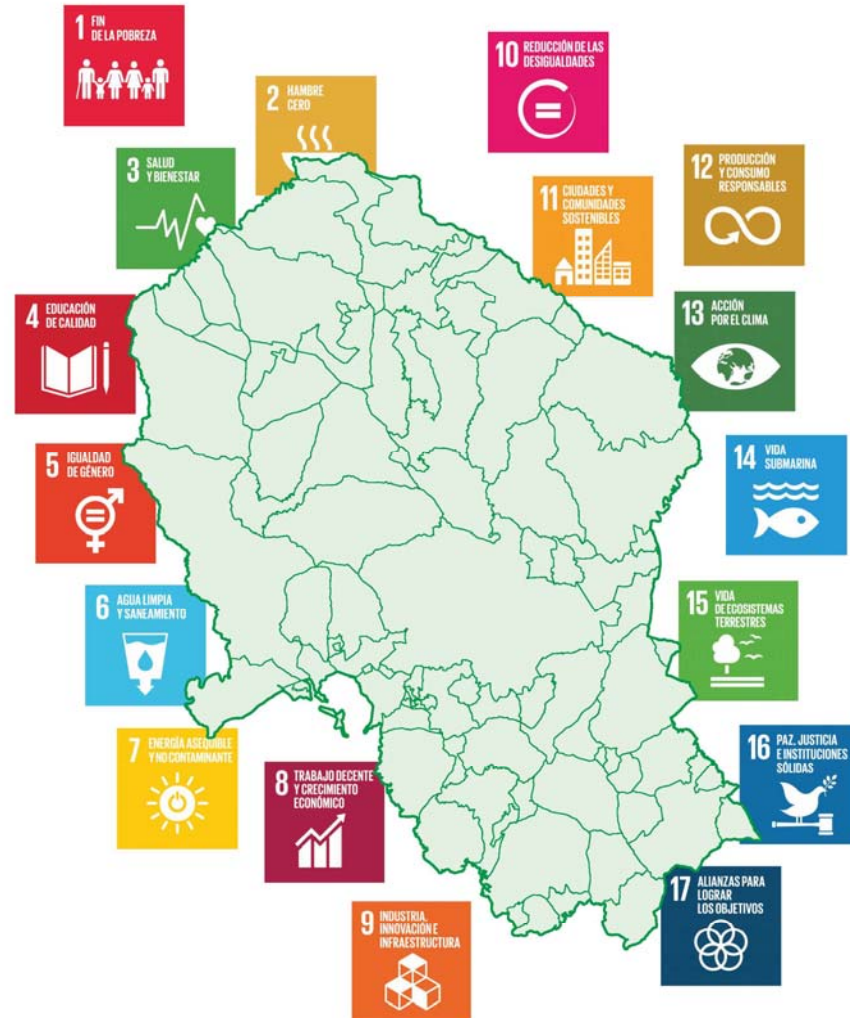 1 FIN
DE LA POBREZA
2 HAMBRE
CERO
3 SALUD
Y BIENESTAR
4 EDUCACIÓN
DE CALIDAD
5 IGUALDAD
DE GÉNERO
6 AGUA LIMPIA
Y SANEAMIENTO
7 ENERGÍA ASEQUIBLE
Y NO CONTAMINANTE
8 TRABAJO DECENTE
Y CRECIMIENTO
ECONÓMICO
9 INDUSTRIA,
INNOVACIÓN E
INFRAESTRUCTURA
10 REDUCCIÓN DE LAS
DESIGUALDADES
11 CIUDADES Y
COMUNIDADES
SOSTENIBLES
12 PRODUCCIÓN
Y CONSUMO
RESPONSABLES
13 ACCIÓN
POR EL CLIMA
14 VIDA
SUBMARINA
15 VIDA
DE ECOSISTEMAS
TERRESTRES
16 PAZ, JUSTICIA
E INSTITUCIONES
SÓLIDAS
17 ALIANZAS PARA
LOGRAR
LOS OBJETIVOS